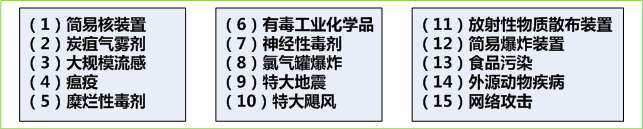 （1）简易核装置
（2）炭疽气雾剂
（3）大规模流感
（4）瘟疫
（5）糜烂性毒剂
（6）有毒工业化学品
（7）神经性毒剂
（8）氯气罐爆炸
（9）特大地震
（10）特大飓风
（11）放射性物质散布装置
（12）简易爆炸装置
（13）食品污染
（14）外源动物疾病
（15）网络攻击